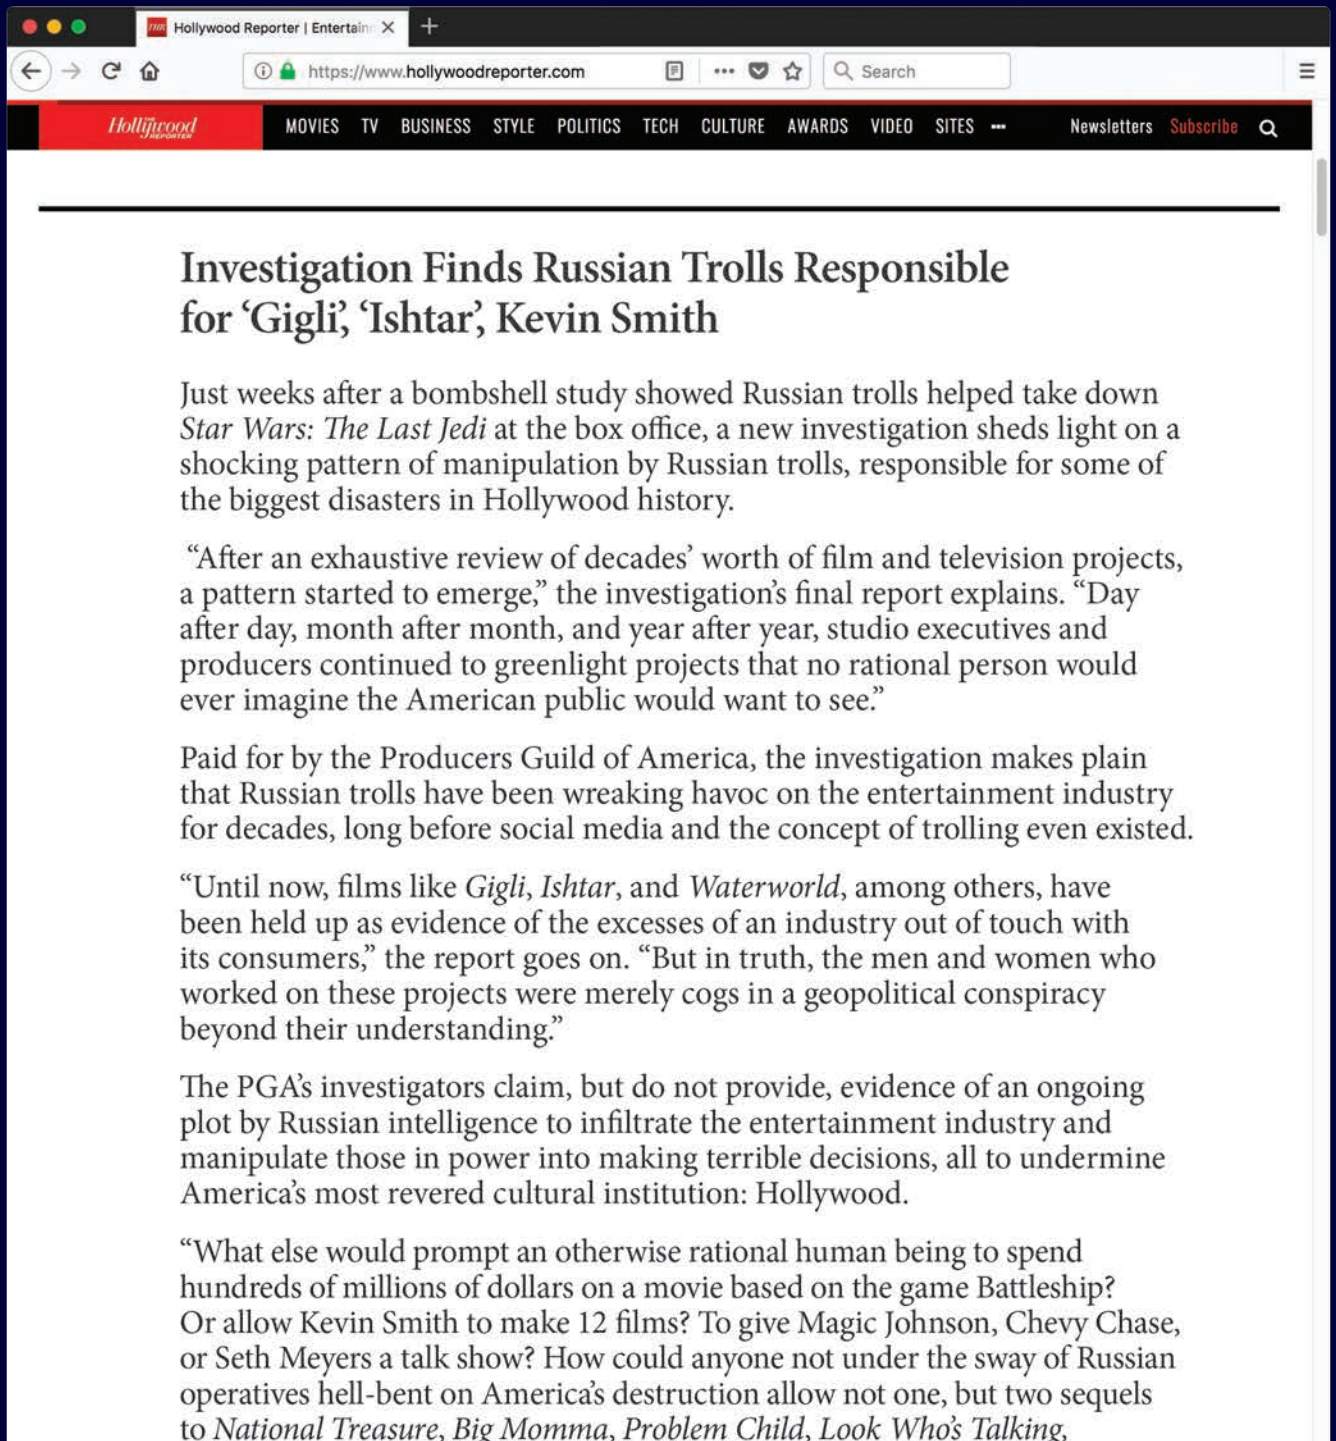 THR Hollywood Reporter | Entertain
https://www.hollywoodreporter.com
Search
The Hollywood REPORTER MOVIES TV BUSINESS STYLE POLITICS TECH CULTURE AWARDS VIDEO SITES ••• Newsletters Subscribe
Investigation Finds Russian Trolls Responsible
for ‘Gigli’, ‘Ishtar’, Kevin Smith
Just weeks after a bombshell study showed Russian trolls helped take down
Star Wars: The Last Jedi at the box office, a new investigation sheds light on a
shocking pattern of manipulation by Russian trolls, responsible for some of
the biggest disasters in Hollywood history.
“After an exhaustive review of decades’ worth of film and television projects,
a pattern started to emerge,” the investigation’s final report explains. “Day
after day, month after month, and year after year, studio executives and
producers continued to greenlight projects that no rational person would
ever imagine the American public would want to see.”
Paid for by the Producers Guild of America, the investigation makes plain
that Russian trolls have been wreaking havoc on the entertainment industry
for decades, long before social media and the concept of trolling even existed.
“Until now, films like Gigli, Ishtar, and Waterworld, among others, have
been held up as evidence of the excesses of an industry out of touch with
its consumers,” the report goes on. “But in truth, the men and women who
worked on these projects were merely cogs in a geopolitical conspiracy
beyond their understanding.”
The PGA’s investigators claim, but do not provide, evidence of an ongoing
plot by Russian intelligence to infiltrate the entertainment industry and
manipulate those in power into making terrible decisions, all to undermine
America’s most revered cultural institution: Hollywood.
“What else would prompt an otherwise rational human being to spend
hundreds of millions of dollars on a movie based on the game Battleship?
Or allow Kevin Smith to make 12 films? To give Magic Johnson, Chevy Chase,
or Seth Meyers a talk show? How could anyone not under the sway of Russian
operatives hell-bent on America’s destruction allow not one, but two sequels
to National Treasure, Big Momma, Problem Child, Look Who’s Talking,